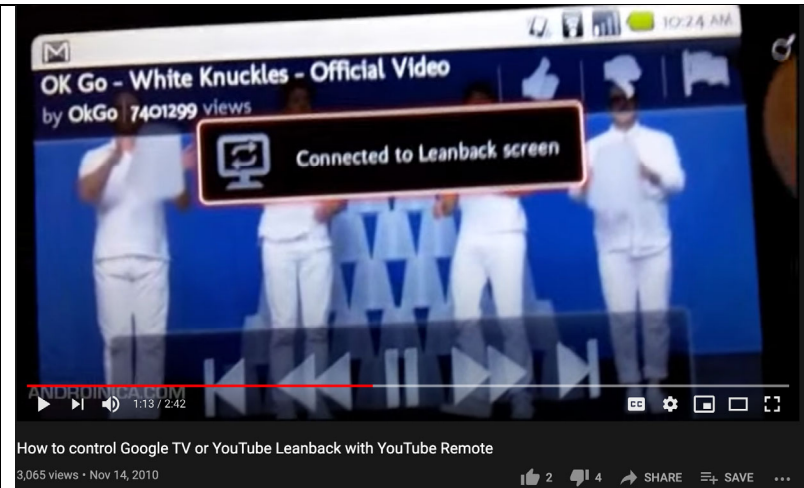 10:24 AM
OK Go – White Knuckles – Official Video
by OkGo 7401299 views
Connected to Leanback screen
ANDROINICA.COM
1:13 / 2:42
CC
How to control Google TV or YouTube Leanback with YouTube Remote
3,065 views • Nov 14, 2010
2
4
SHARE
SAVE